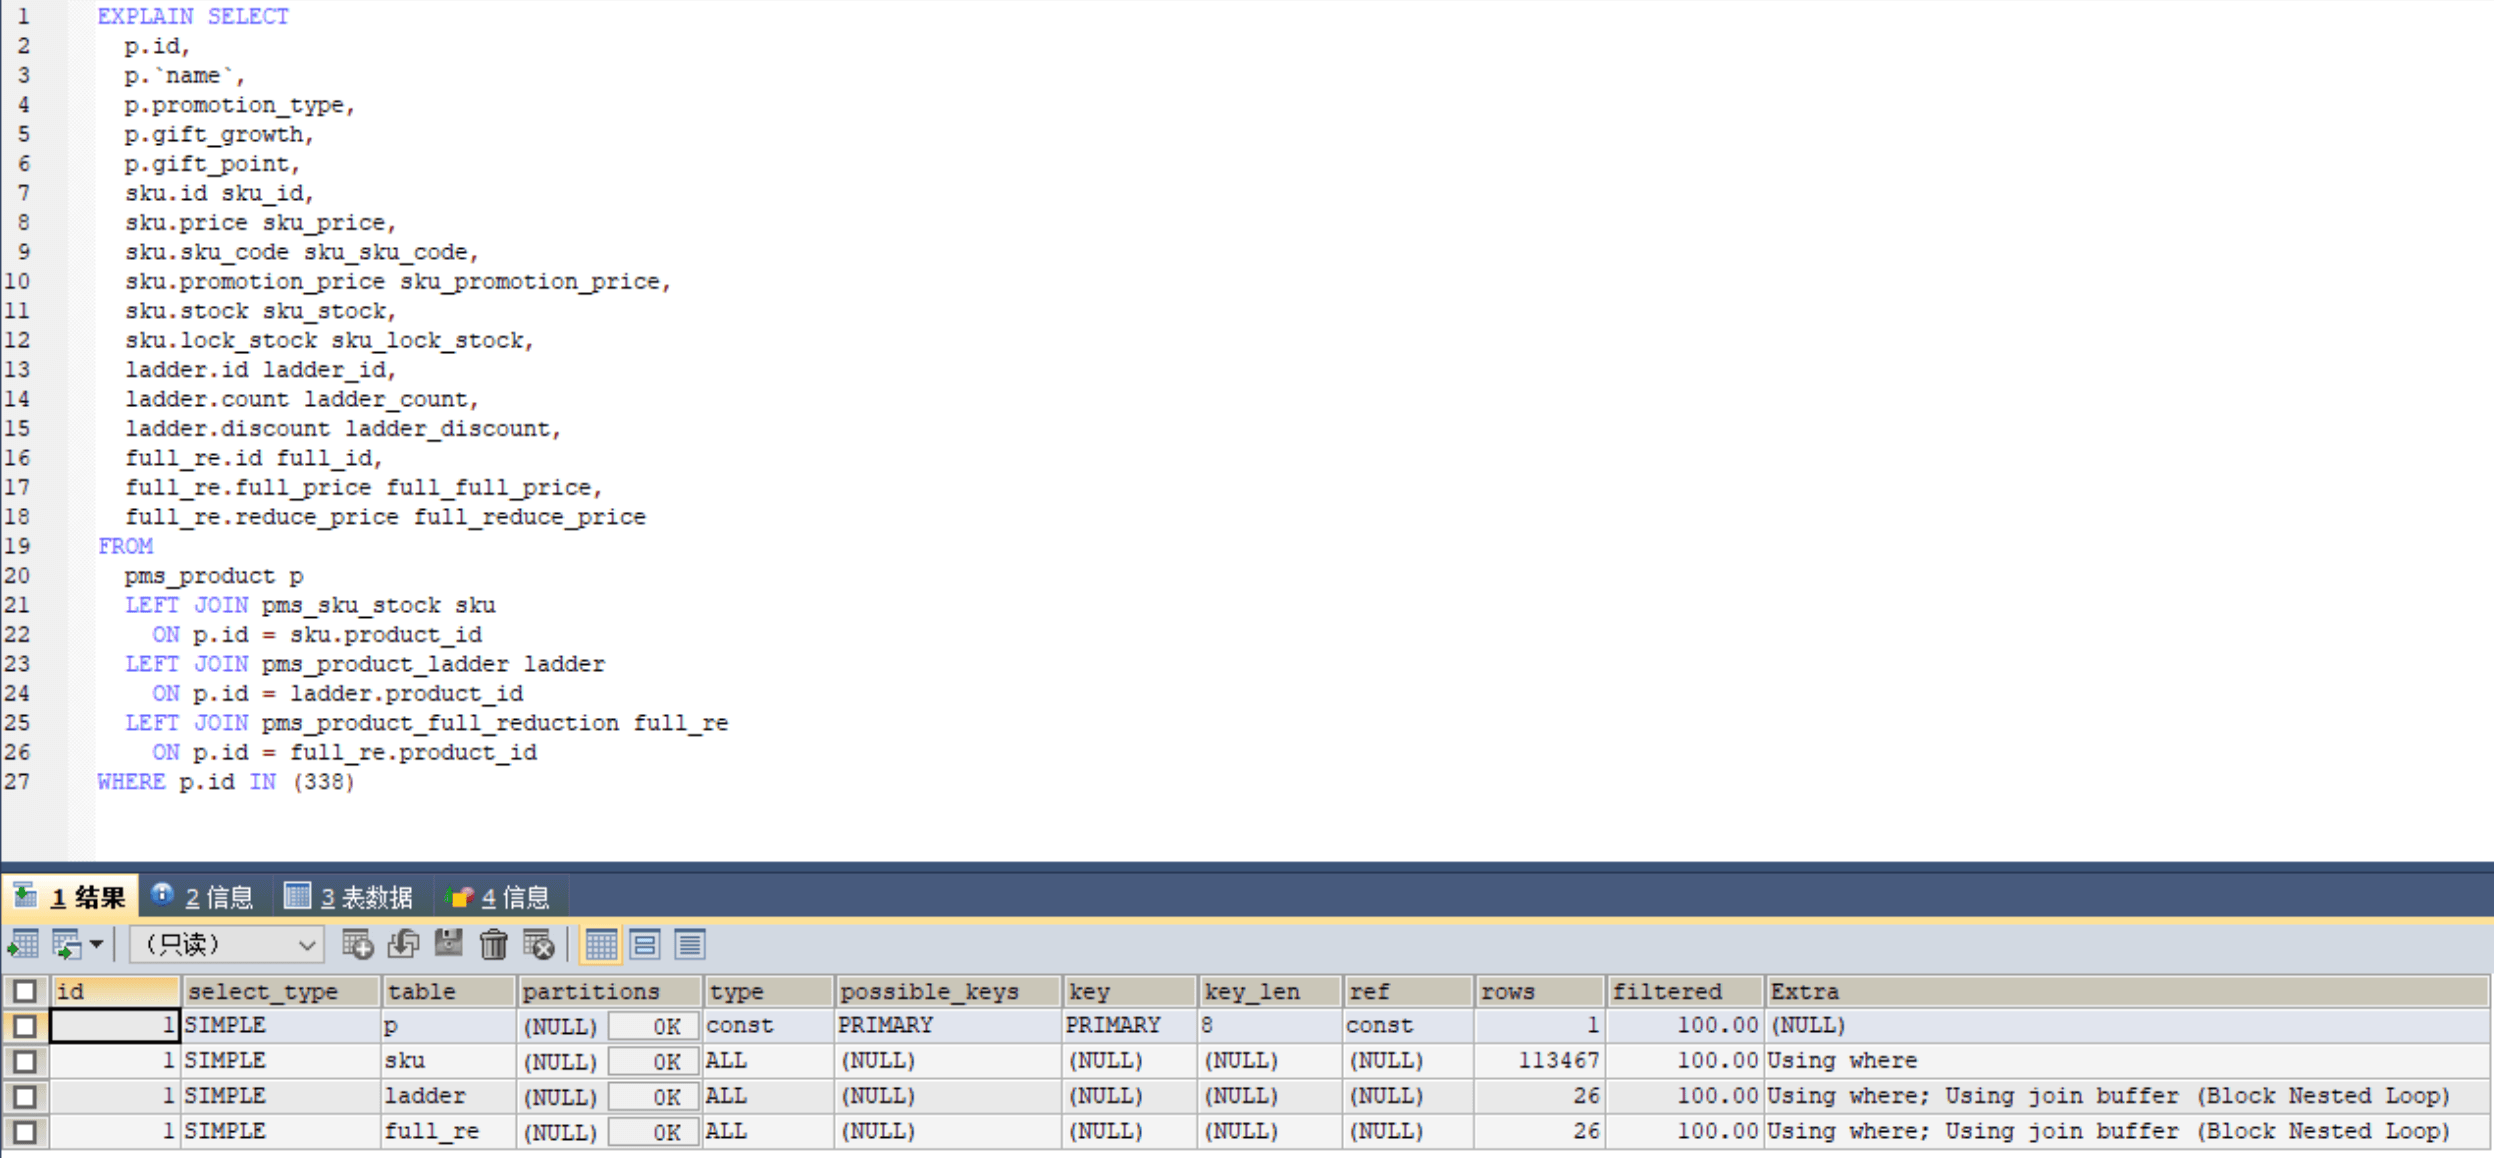 1 EXPLAIN SELECT
2 p.id,
3 p.`name`,
4 p.promotion_type,
5 p.gift_growth,
6 p.gift_point,
7 sku.id sku_id,
8 sku.price sku_price,
9 sku.sku_code sku_sku_code,
10 sku.promotion_price sku_promotion_price,
11 sku.stock sku_stock,
12 sku.lock_stock sku_lock_stock,
13 ladder.id ladder_id,
14 ladder.count ladder_count,
15 ladder.discount ladder_discount,
16 full_re.id full_id,
17 full_re.full_price full_full_price,
18 full_re.reduce_price full_reduce_price
19 FROM
20 pms_product p
21 LEFT JOIN pms_sku_stock sku
22 ON p.id = sku.product_id
23 LEFT JOIN pms_product_ladder ladder
24 ON p.id = ladder.product_id
25 LEFT JOIN pms_product_full_reduction full_re
26 ON p.id = full_re.product_id
27 WHERE p.id IN (338)
1 结果 2 信息 3 表数据 4 信息
(只读)
id select_type table partitions type possible_keys key key_len ref rows filtered Extra
1 SIMPLE p (NULL) 0K const PRIMARY PRIMARY 8 const 1 100.00 (NULL)
1 SIMPLE sku (NULL) 0K ALL (NULL) (NULL) (NULL) (NULL) 113467 100.00 Using where
1 SIMPLE ladder (NULL) 0K ALL (NULL) (NULL) (NULL) (NULL) 26 100.00 Using where; Using join buffer (Block Nested Loop)
1 SIMPLE full_re (NULL) 0K ALL (NULL) (NULL) (NULL) (NULL) 26 100.00 Using where; Using join buffer (Block Nested Loop)